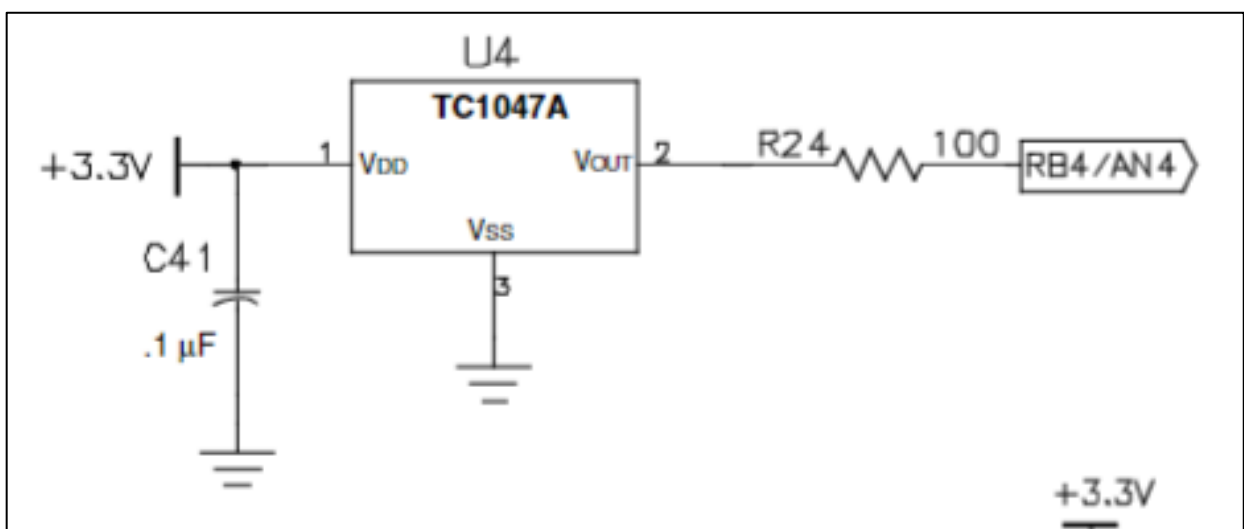 U4
TC1047A
+3.3V
1
VDD
VOUT
2
R24
100
RB4/AN4
VSS
3
C41
.1 µF
+3.3V